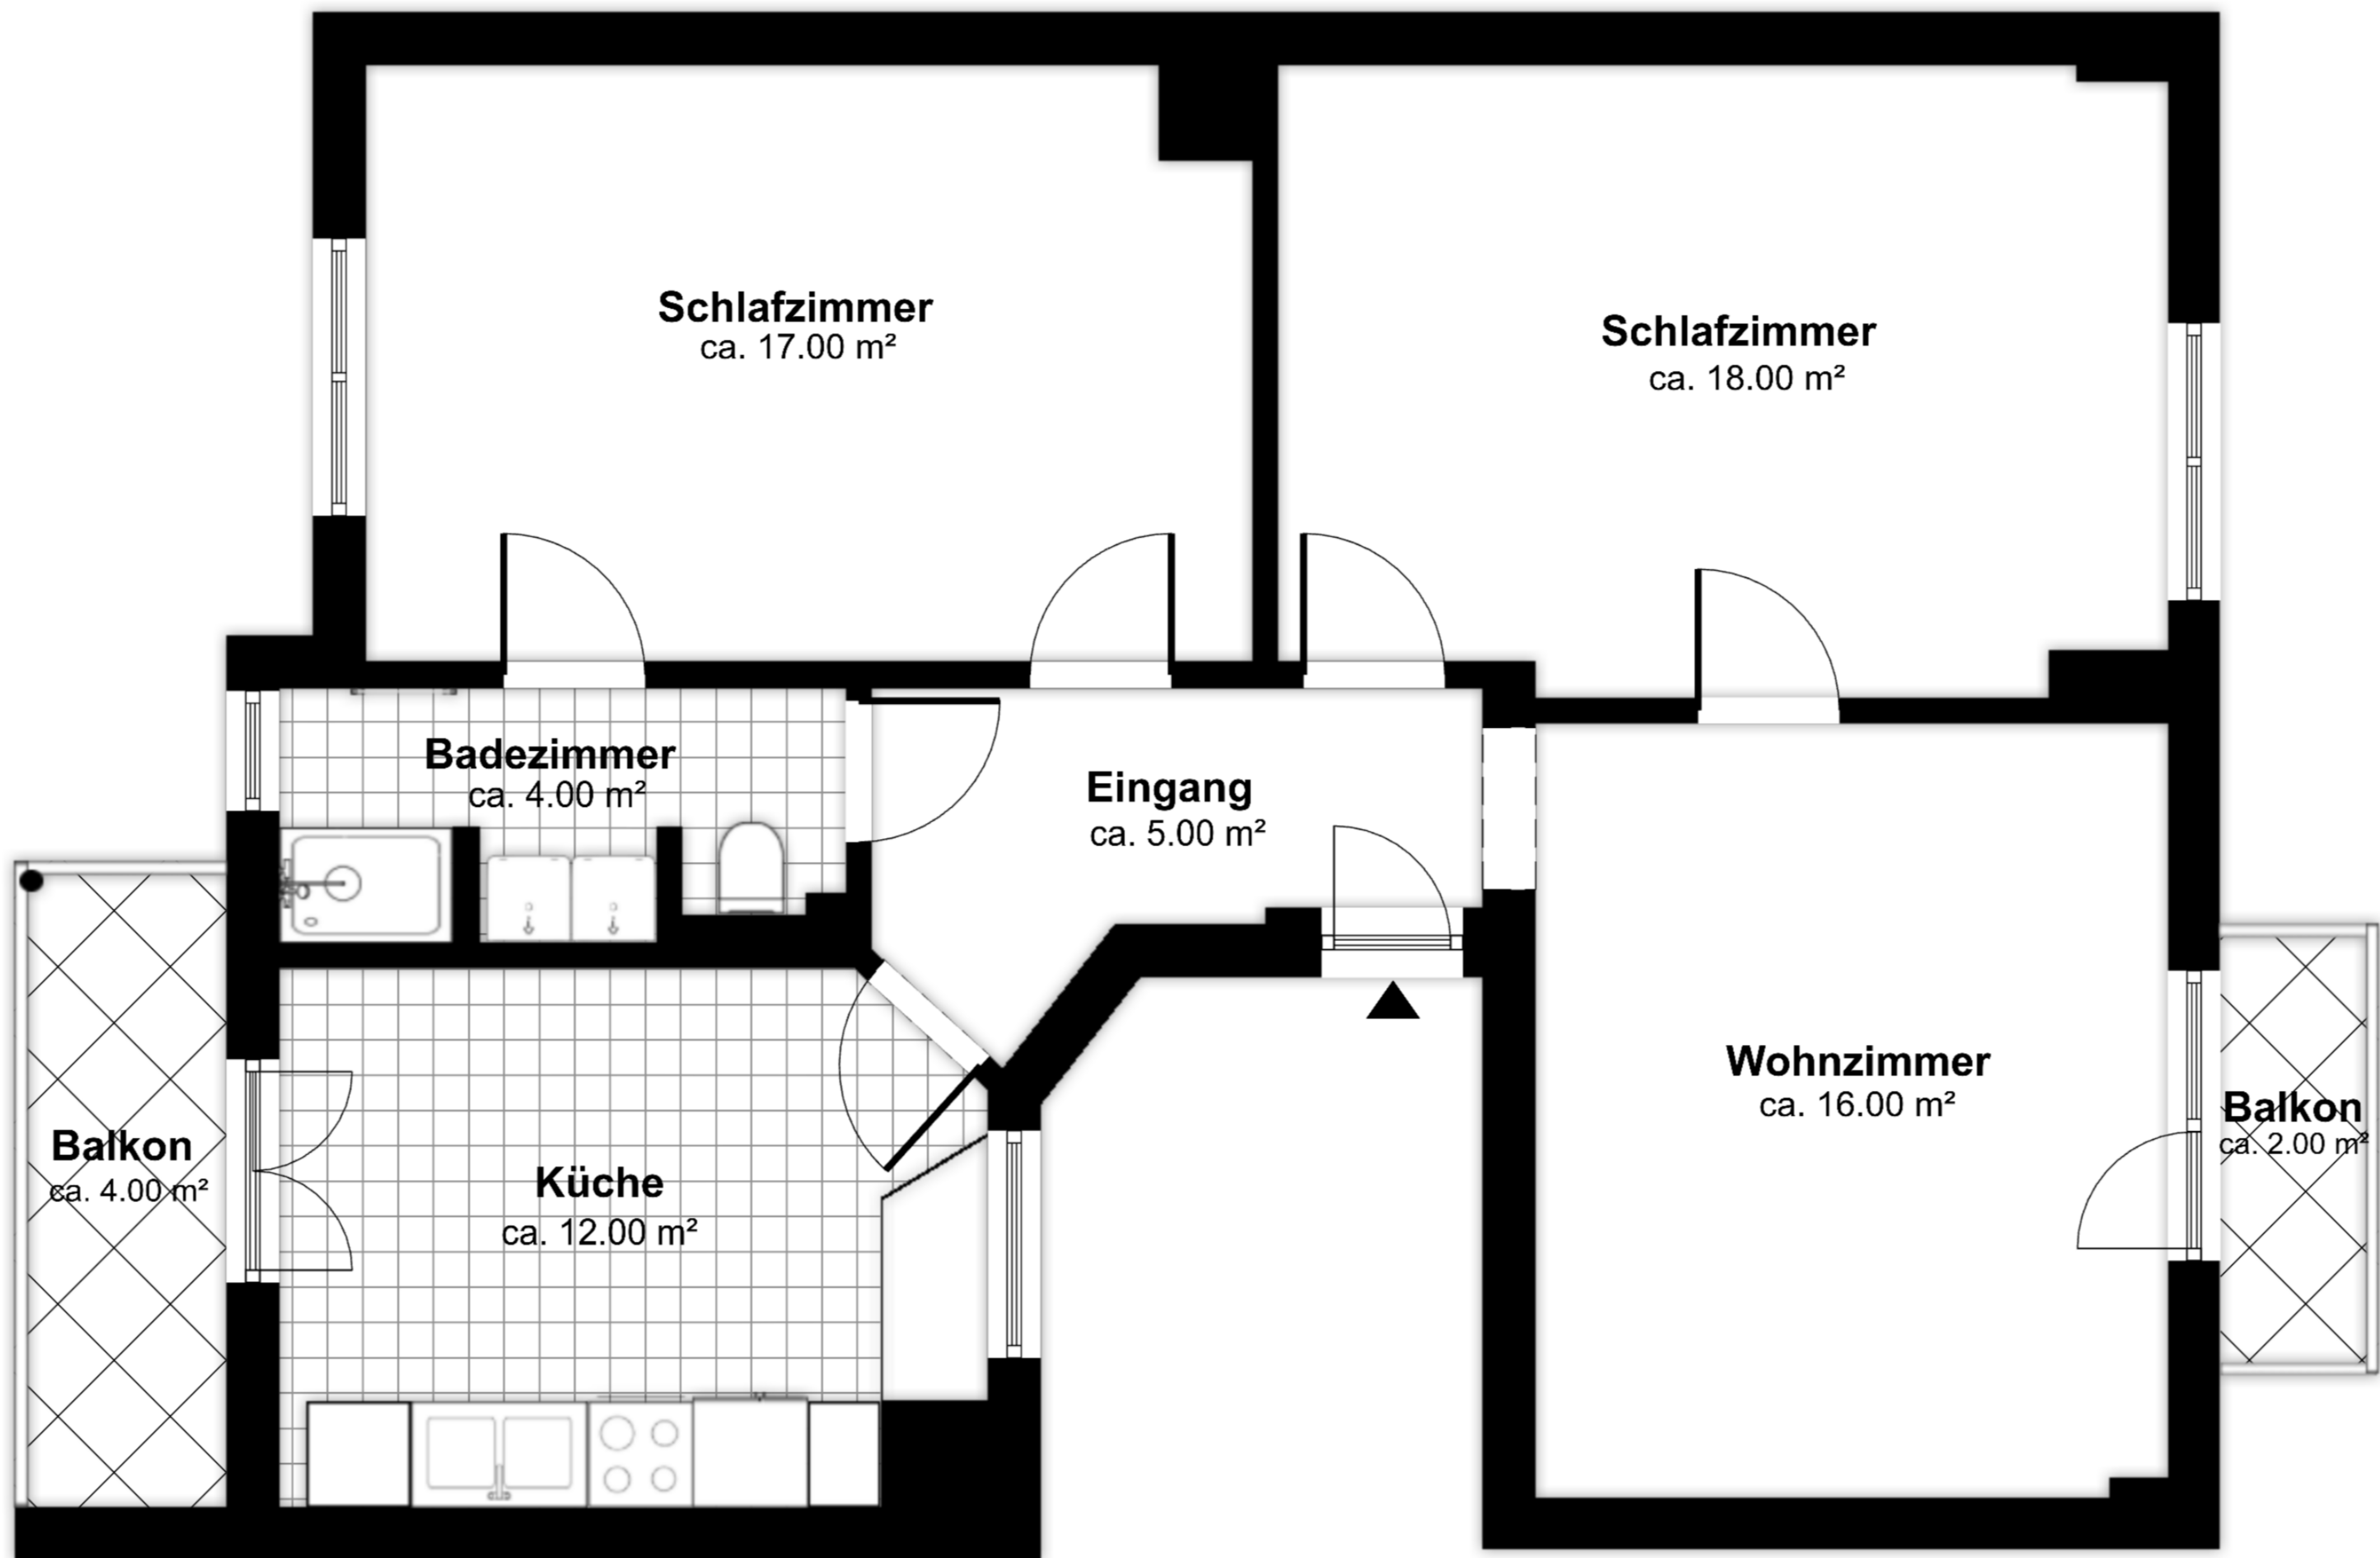 Schlafzimmer
ca. 17.00 m²
Schlafzimmer
ca. 18.00 m²
Badezimmer
ca. 4.00 m²
Eingang
ca. 5.00 m²
Balkon
ca. 4.00 m²
Küche
ca. 12.00 m²
Wohnzimmer
ca. 16.00 m²
Balkon
ca. 2.00 m²